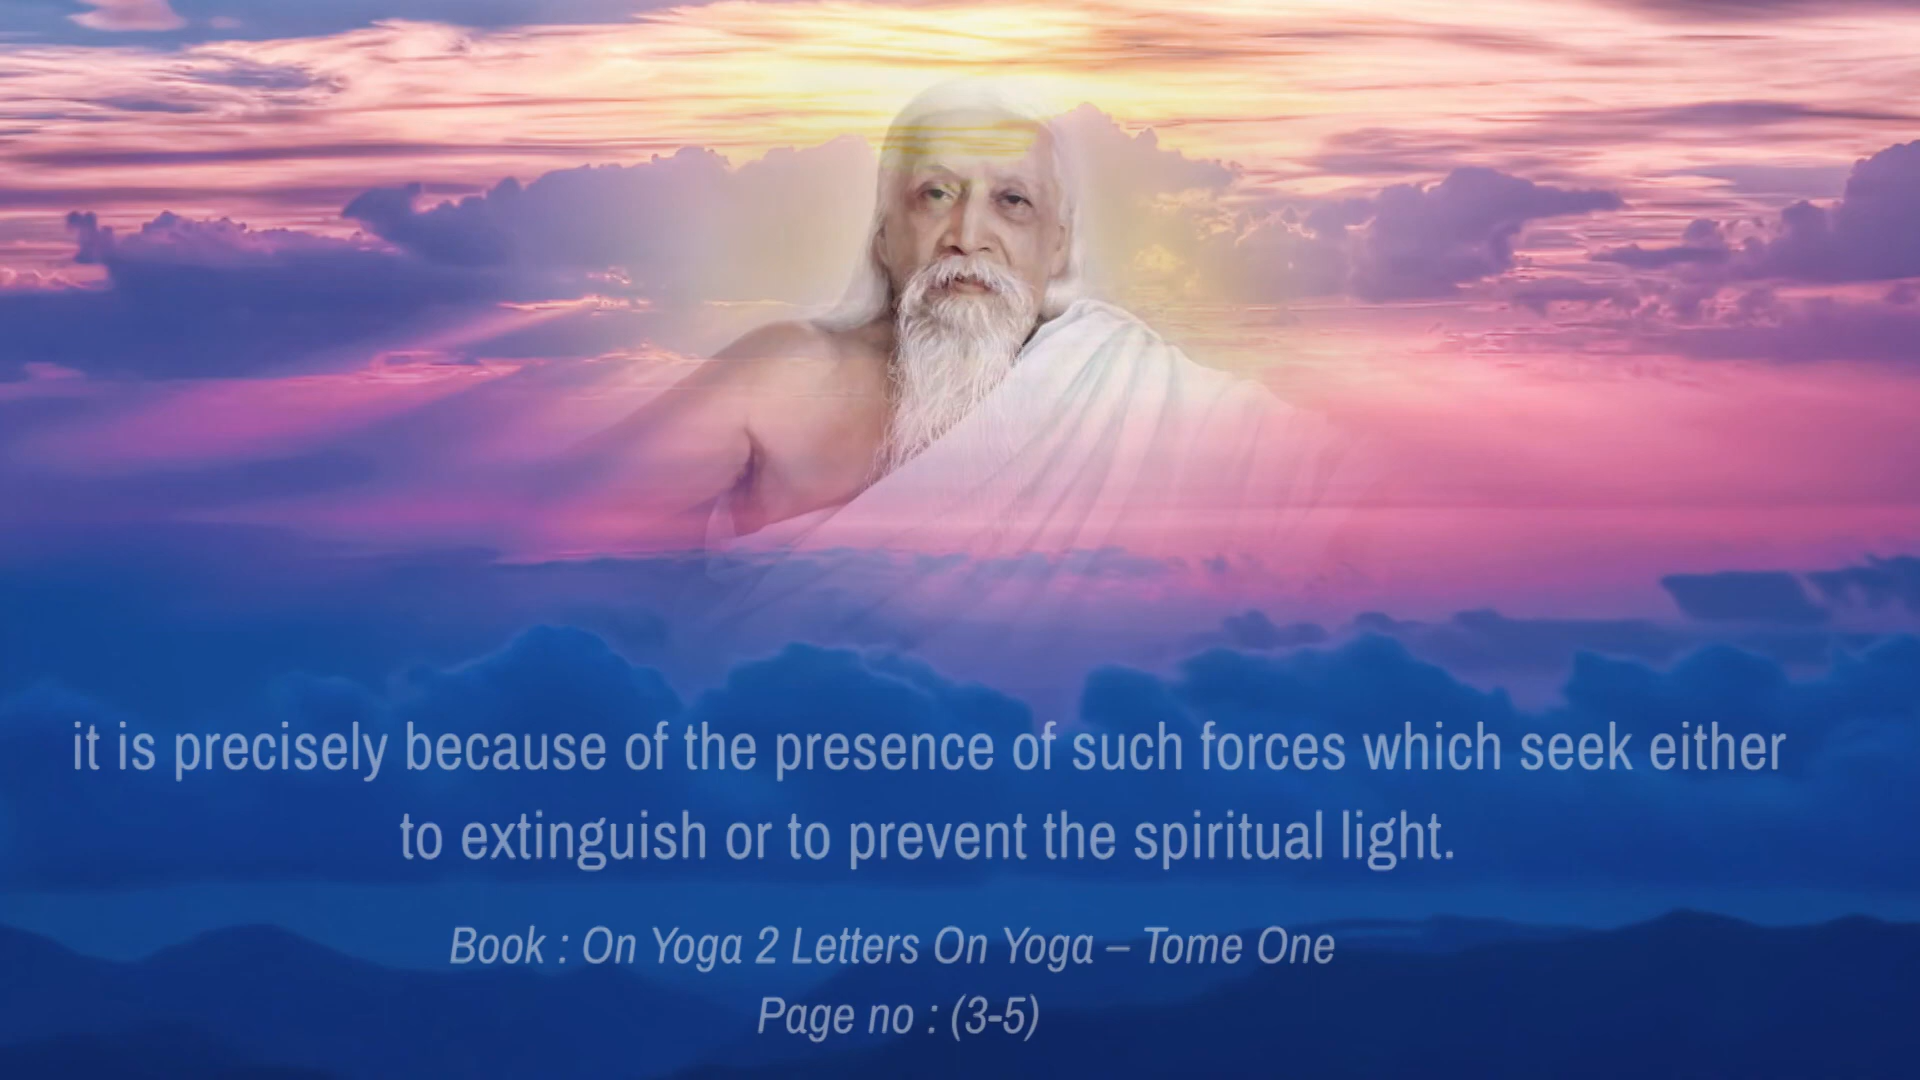 it is precisely because of the presence of such forces which seek either
to extinguish or to prevent the spiritual light.
Book : On Yoga 2 Letters On Yoga – Tome One
Page no : (3-5)